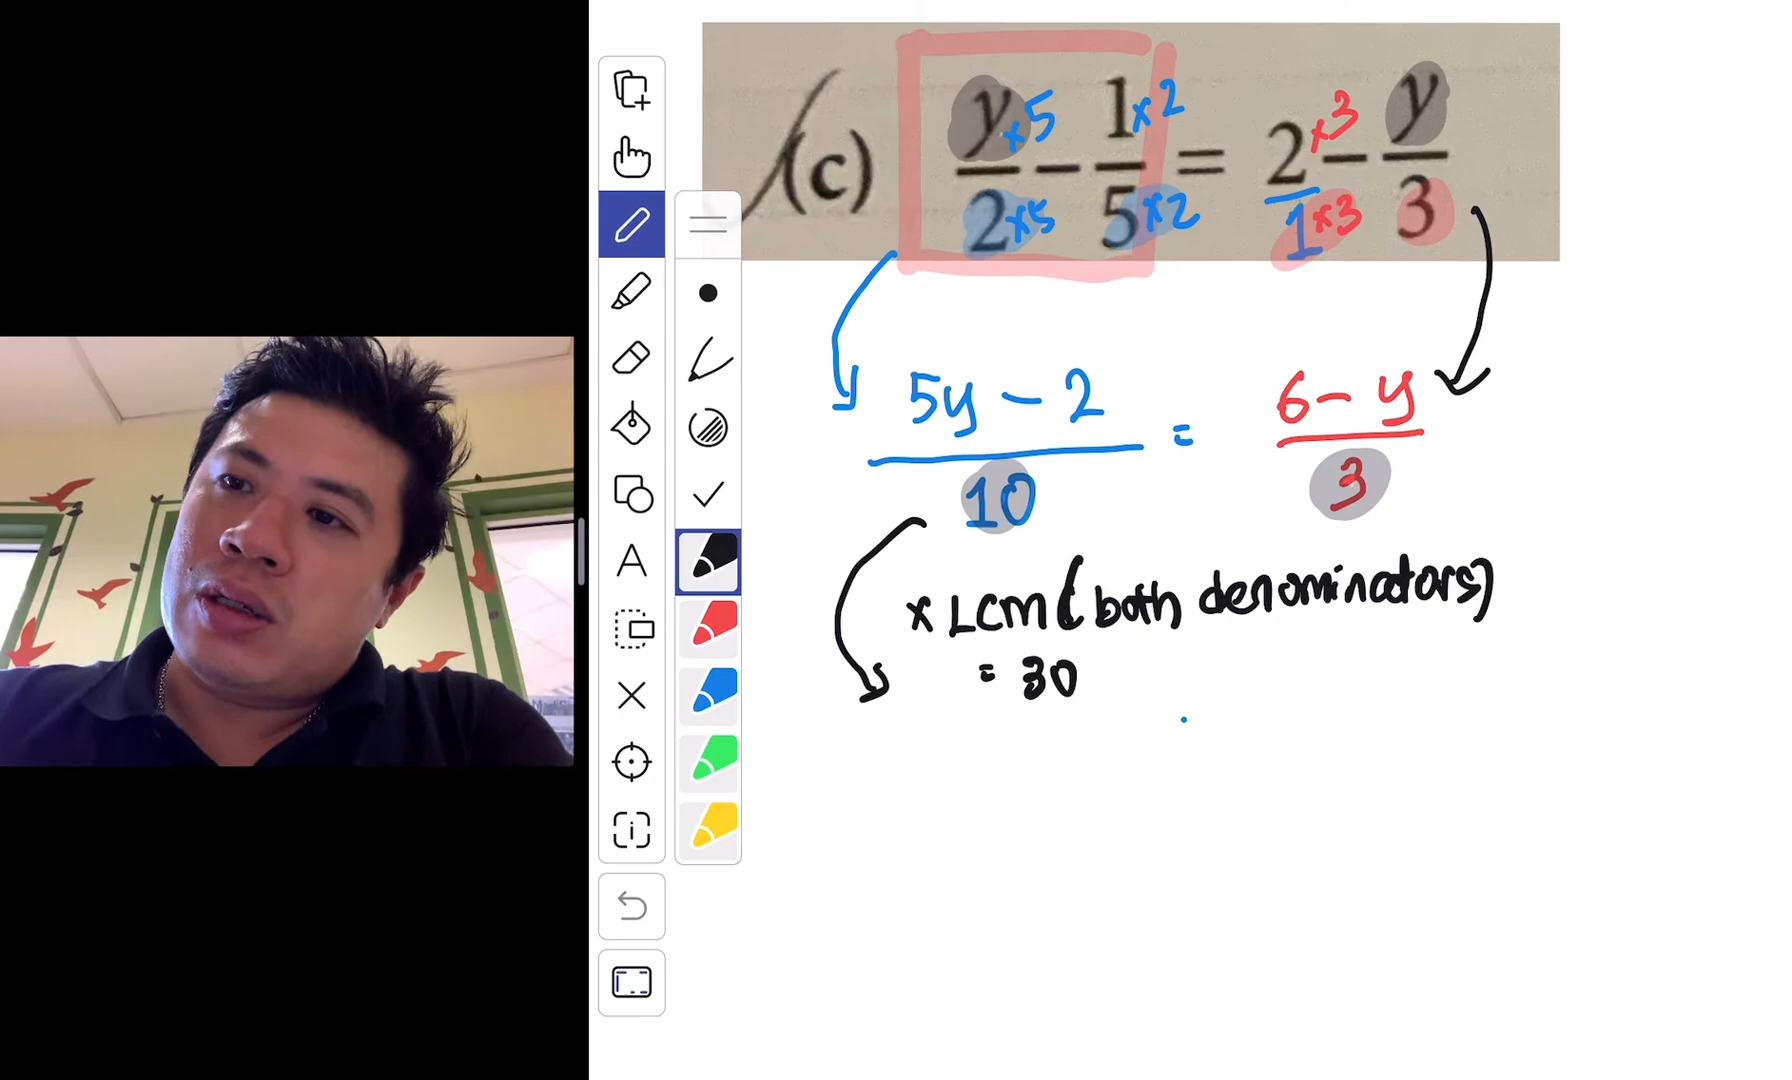 (c) y/2 - 1/5 = 2/1 - y/3
×5 ×2 ×3
×5 ×2 ×3
5y - 2 = 6 - y
10 3
× LCM (both denominators)
= 30
A